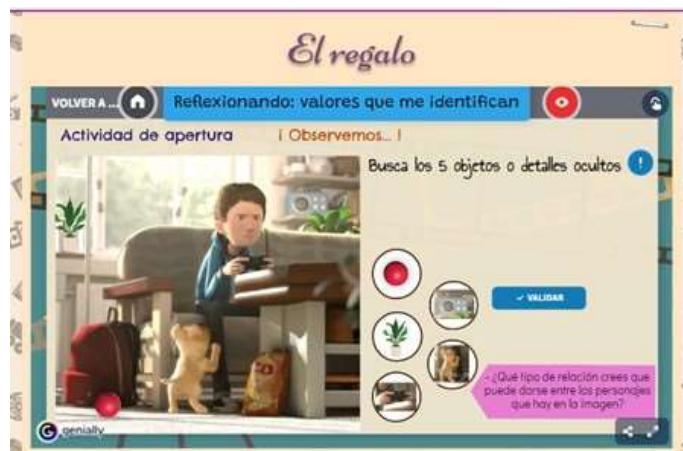 El regalo
VOLVER A ...
Reflexionando: valores que me identifican
Actividad de apertura
¡ Observemos... !
Busca los 5 objetos o detalles ocultos
!
✓ VALIDAR
- ¿Qué tipo de relación crees que
puede darse entre los personajes
que hay en la imagen?
genially